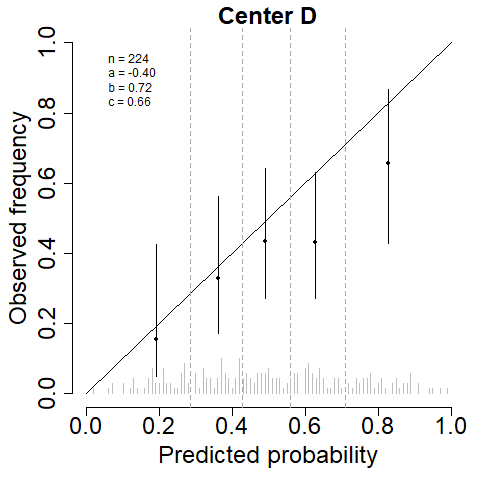 Center D
n = 224
a = -0.40
b = 0.72
c = 0.66
Observed frequency
1.0
0.8
0.6
0.4
0.2
0.0
0.0 0.2 0.4 0.6 0.8 1.0
Predicted probability